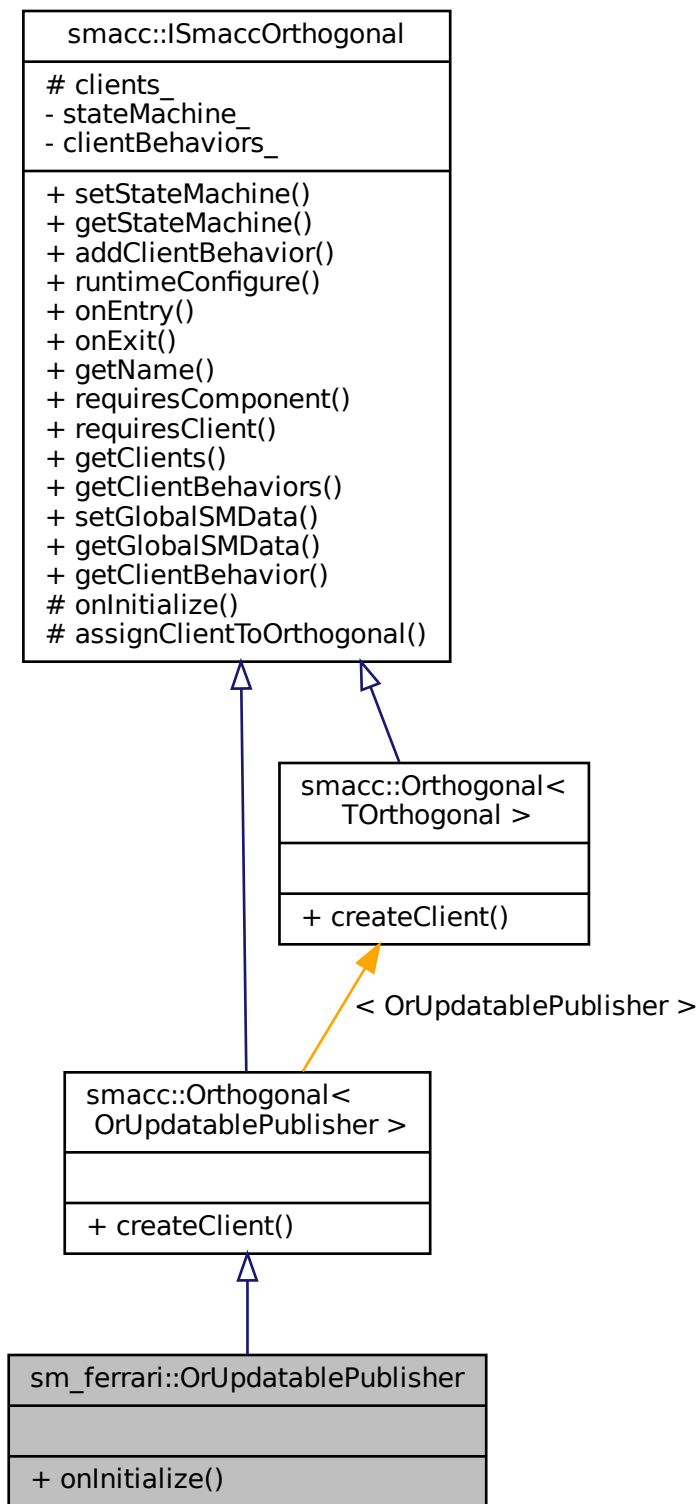 smacc::ISmaccOrthogonal
# clients_
- stateMachine_
- clientBehaviors_
+ setStateMachine()
+ getStateMachine()
+ addClientBehavior()
+ runtimeConfigure()
+ onEntry()
+ onExit()
+ getName()
+ requiresComponent()
+ requiresClient()
+ getClients()
+ getClientBehaviors()
+ setGlobalSMData()
+ getGlobalSMData()
+ getClientBehavior()
# onInitialize()
# assignClientToOrthogonal()
smacc::Orthogonal<
TOrthogonal >
+ createClient()
< OrUpdatablePublisher >
smacc::Orthogonal<
OrUpdatablePublisher >
+ createClient()
sm_ferrari::OrUpdatablePublisher
+ onInitialize()